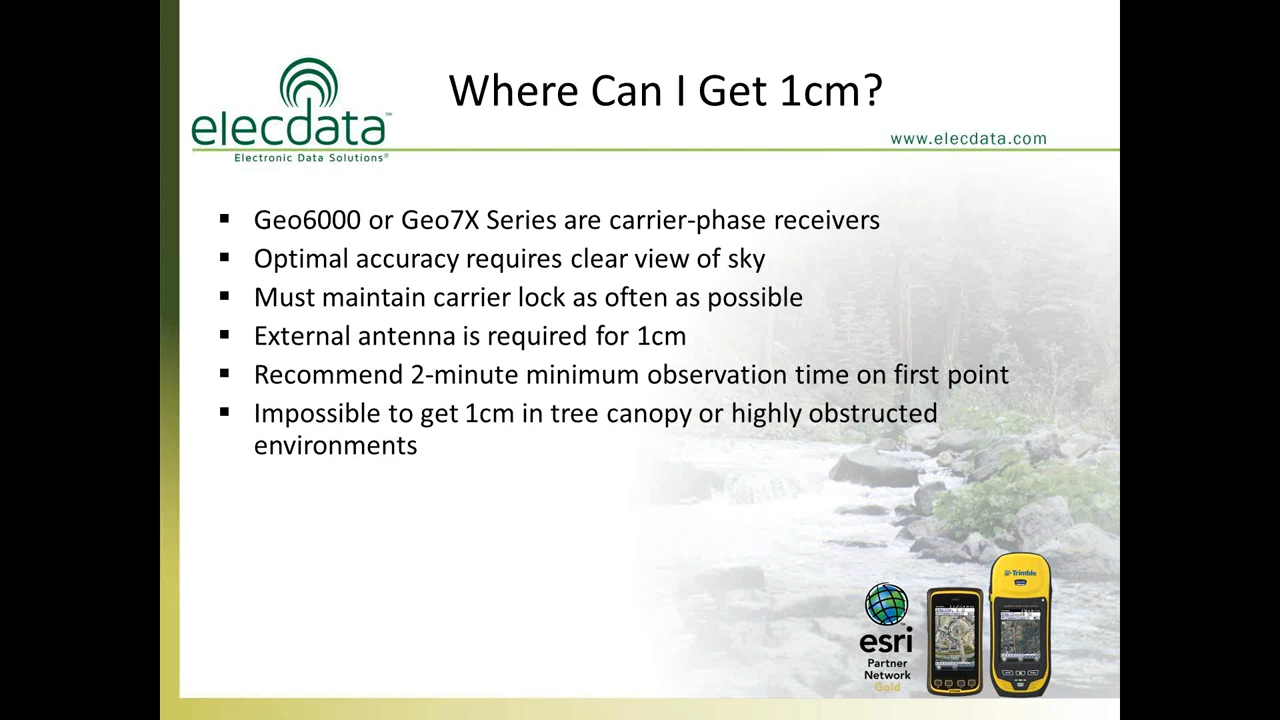 Where Can I Get 1cm?
elecdata™
www.elecdata.com
Electronic Data Solutions®
▪ Geo6000 or Geo7X Series are carrier-phase receivers
▪ Optimal accuracy requires clear view of sky
▪ Must maintain carrier lock as often as possible
▪ External antenna is required for 1cm
▪ Recommend 2-minute minimum observation time on first point
▪ Impossible to get 1cm in tree canopy or highly obstructed
environments
Trimble
esri
Partner
Network
Gold